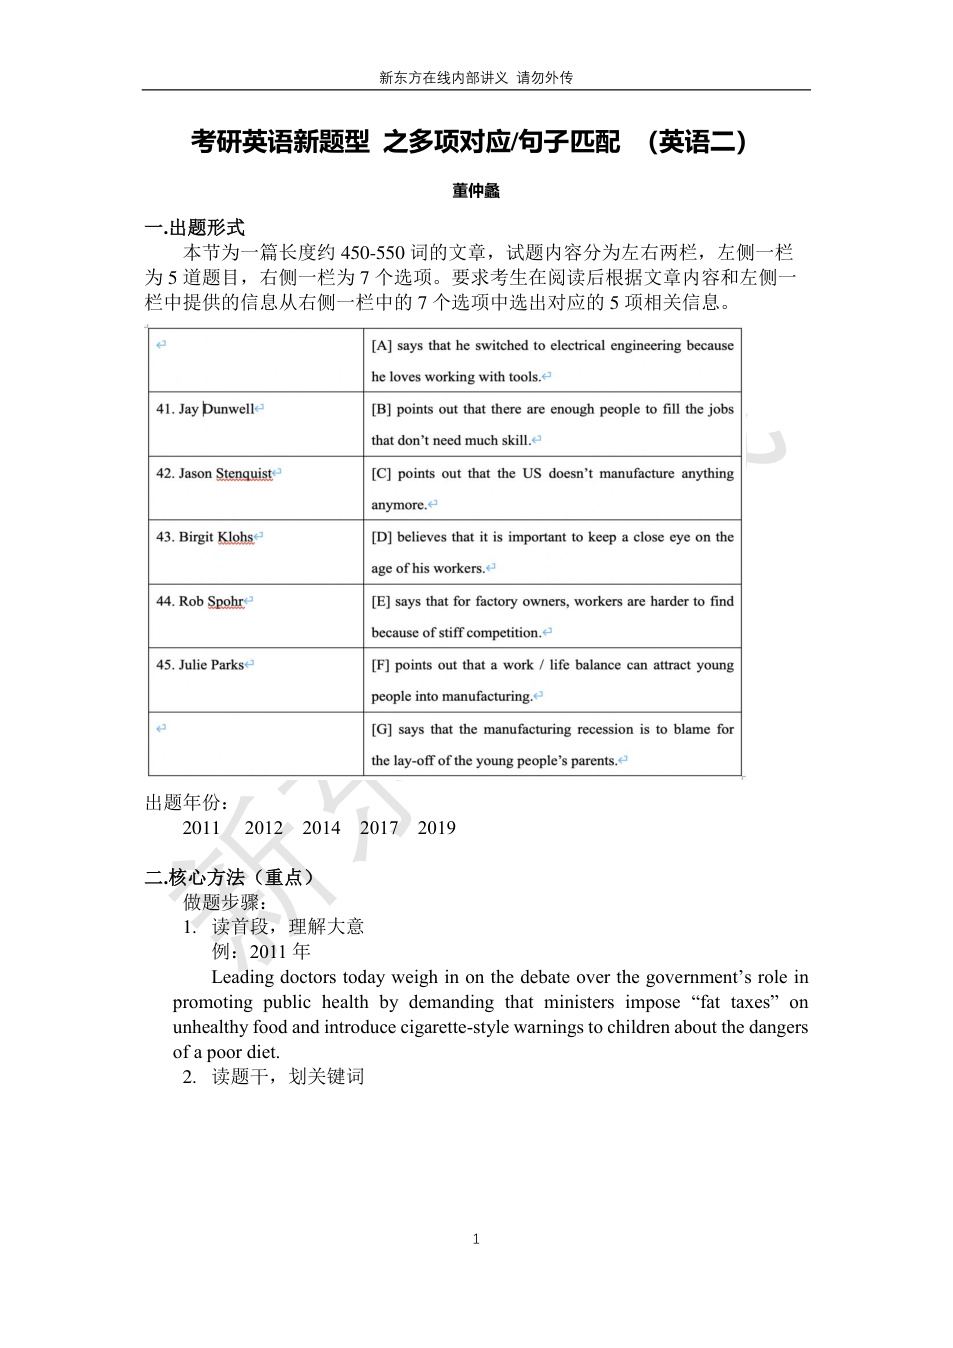 新东方在线内部讲义 请勿外传
考研英语新题型 之多项对应/句子匹配 （英语二）
董仲蠡
一.出题形式
本节为一篇长度约 450-550 词的文章，试题内容分为左右两栏，左侧一栏
为 5 道题目，右侧一栏为 7 个选项。要求考生在阅读后根据文章内容和左侧一
栏中提供的信息从右侧一栏中的 7 个选项中选出对应的 5 项相关信息。
[A] says that he switched to electrical engineering because
he loves working with tools.
41. Jay Dunwell
[B] points out that there are enough people to fill the jobs
that don't need much skill.
42. Jason Stenquist
[C] points out that the US doesn't manufacture anything
anymore.
43. Birgit Klohs
[D] believes that it is important to keep a close eye on the
age of his workers.
44. Rob Spohr
[E] says that for factory owners, workers are harder to find
because of stiff competition.
45. Julie Parks
[F] points out that a work / life balance can attract young
people into manufacturing.
[G] says that the manufacturing recession is to blame for
the lay-off of the young people's parents.
出题年份：
2011 2012 2014 2017 2019
二.核心方法（重点）
做题步骤：
1. 读首段，理解大意
例：2011 年
Leading doctors today weigh in on the debate over the government's role in
promoting public health by demanding that ministers impose “fat taxes” on
unhealthy food and introduce cigarette-style warnings to children about the dangers
of a poor diet.
2. 读题干，划关键词
1